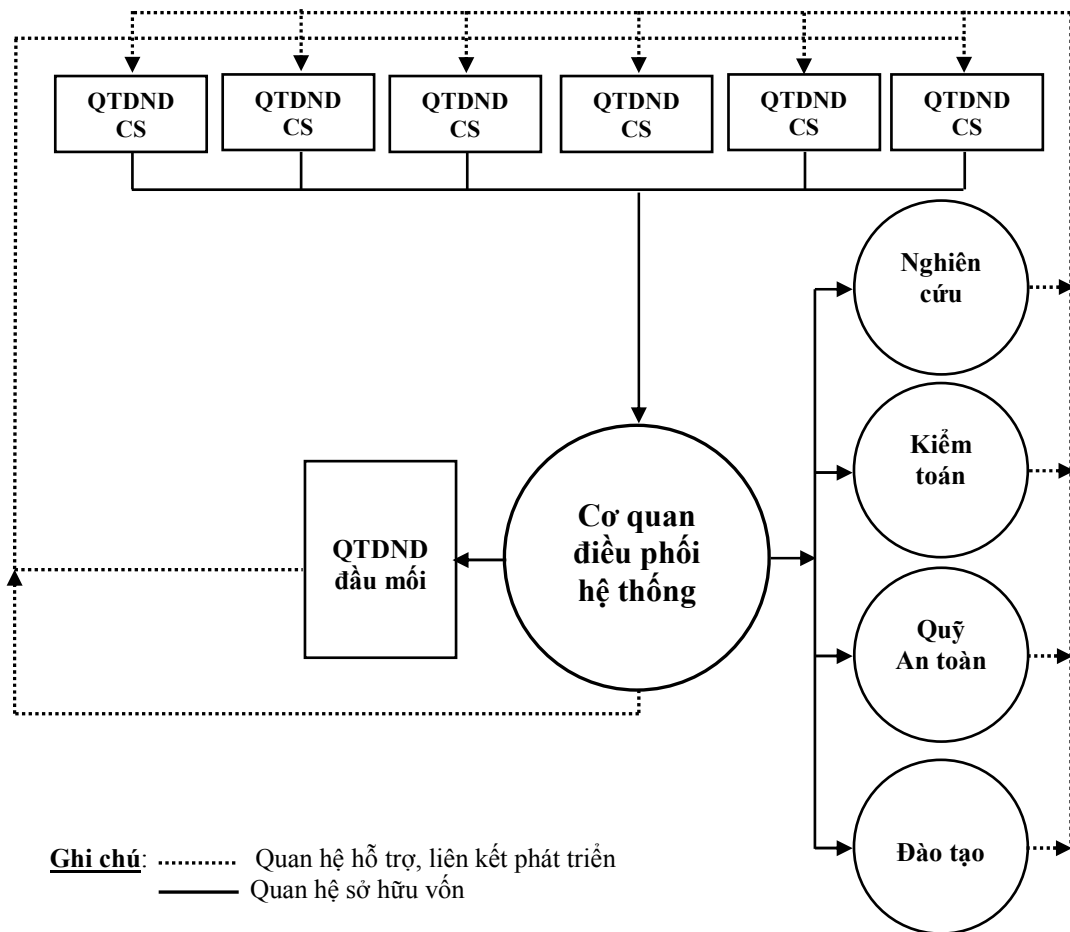 QTDND
CS
QTDND
CS
QTDND
CS
QTDND
CS
QTDND
CS
QTDND
CS
Nghiên
cứu
Kiểm
toán
Cơ quan
điều phối
hệ thống
QTDND
đầu mối
Quỹ
An toàn
Đào tạo
Ghi chú: Quan hệ hỗ trợ, liên kết phát triển
Quan hệ sở hữu vốn